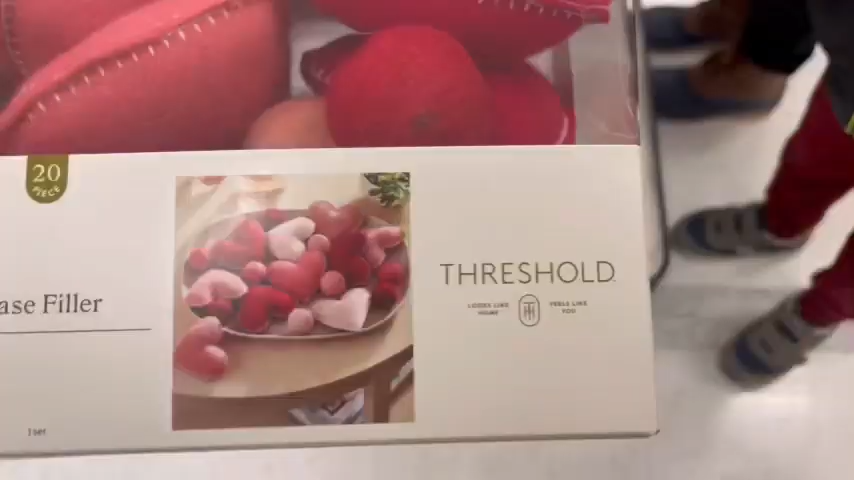 20
PIECE
ase Filler
1 set
THRESHOLD
LOOKS LIKE
HOME
FEELS LIKE
YOU